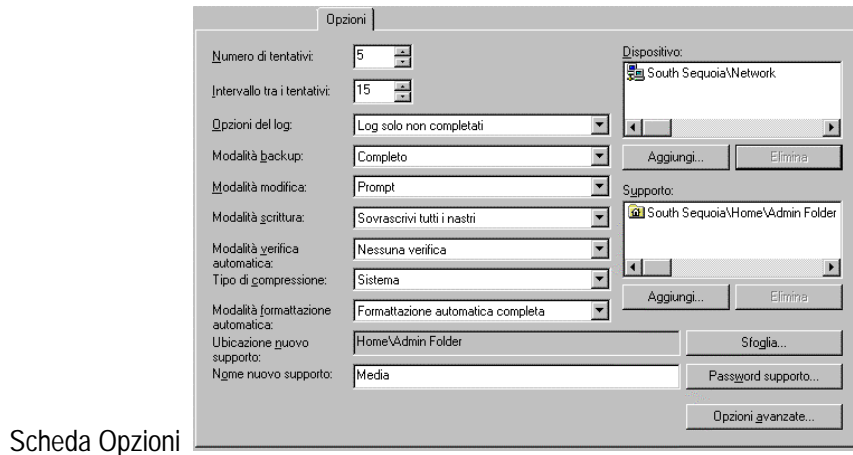 Opzioni
Numero di tentativi: 5
Intervallo tra i tentativi: 15
Opzioni del log: Log solo non completati
Modalità backup: Completo
Modalità modifica: Prompt
Modalità scrittura: Sovrascrivi tutti i nastri
Modalità verifica automatica: Nessuna verifica
Tipo di compressione: Sistema
Modalità formattazione automatica: Formattazione automatica completa
Ubicazione nuovo supporto: Home\Admin Folder
Nome nuovo supporto: Media
Dispositivo:
South Sequoia\Network
Aggiungi... Elimina
Supporto:
South Sequoia\Home\Admin Folder
Aggiungi... Elimina
Sfoglia...
Password supporto...
Opzioni avanzate...
Scheda Opzioni